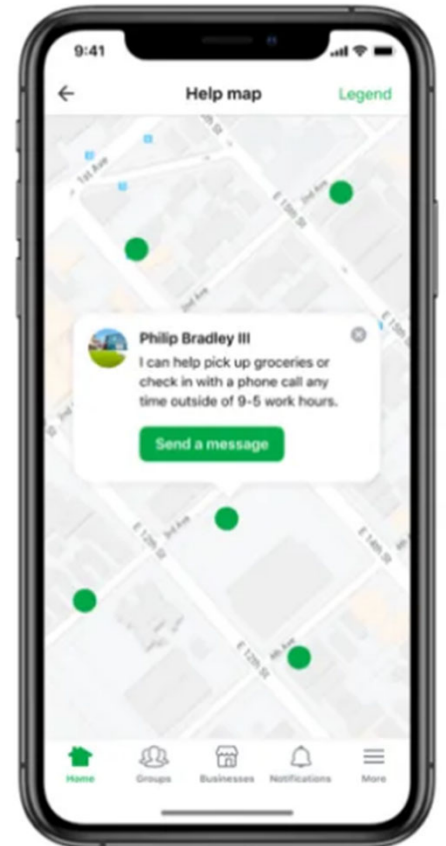 9:41
Help map
Legend
th St
1st Ave
2nd Ave
E 15th St
2nd Ave
Philip Bradley III
I can help pick up groceries or
check in with a phone call any
time outside of 9-5 work hours.
Send a message
3rd Ave
E 12th St
E 14th St
4th Ave
E 12th St
Home
Groups
Businesses
Notifications
More